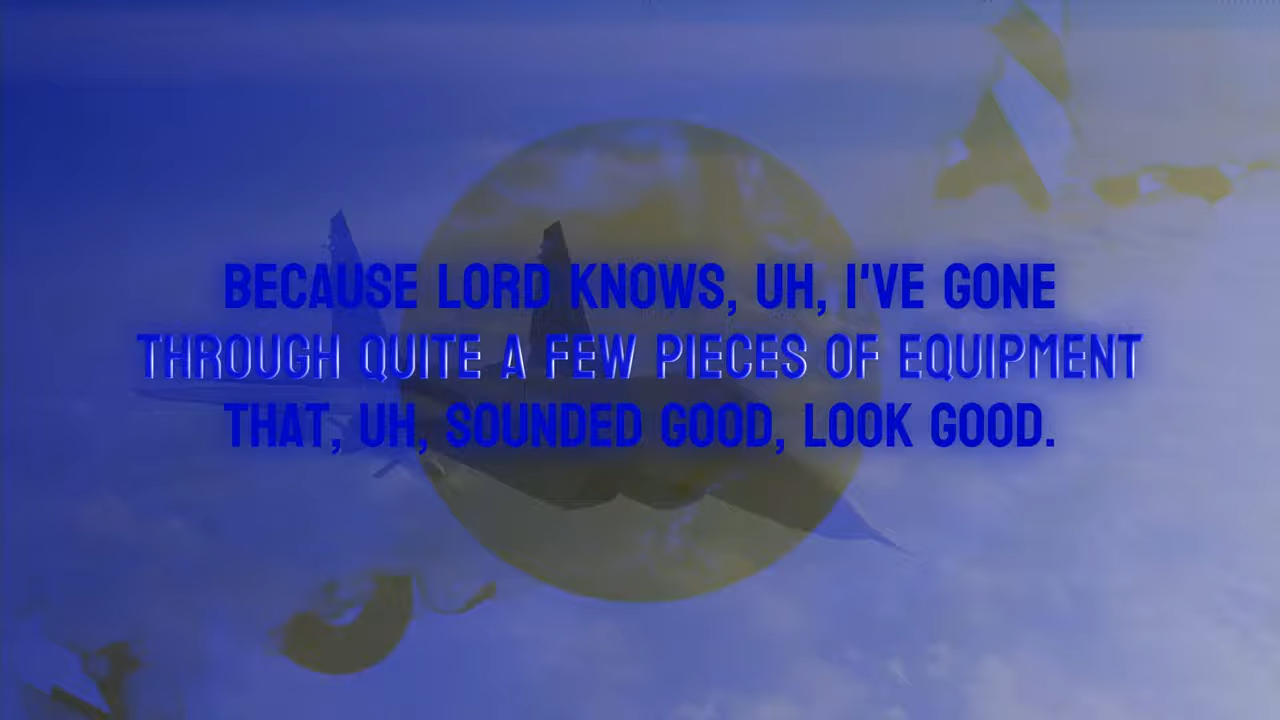 BECAUSE LORD KNOWS, UH, I'VE GONE
THROUGH QUITE A FEW PIECES OF EQUIPMENT
THAT, UH, SOUNDED GOOD, LOOK GOOD.